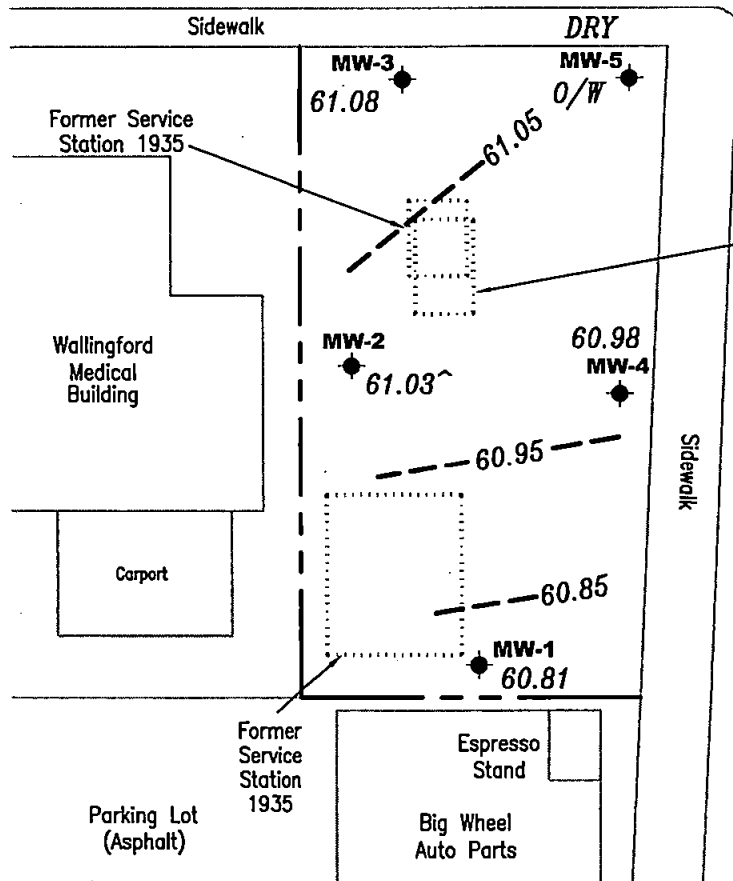 Sidewalk
DRY
MW-3
MW-5
61.08
O/W
Former Service
Station 1935
61.05
Wallingford
Medical
Building
MW-2
61.03^
60.98
MW-4
60.95
Sidewalk
Carport
60.85
MW-1
60.81
Former
Service
Station
1935
Espresso
Stand
Parking Lot
(Asphalt)
Big Wheel
Auto Parts